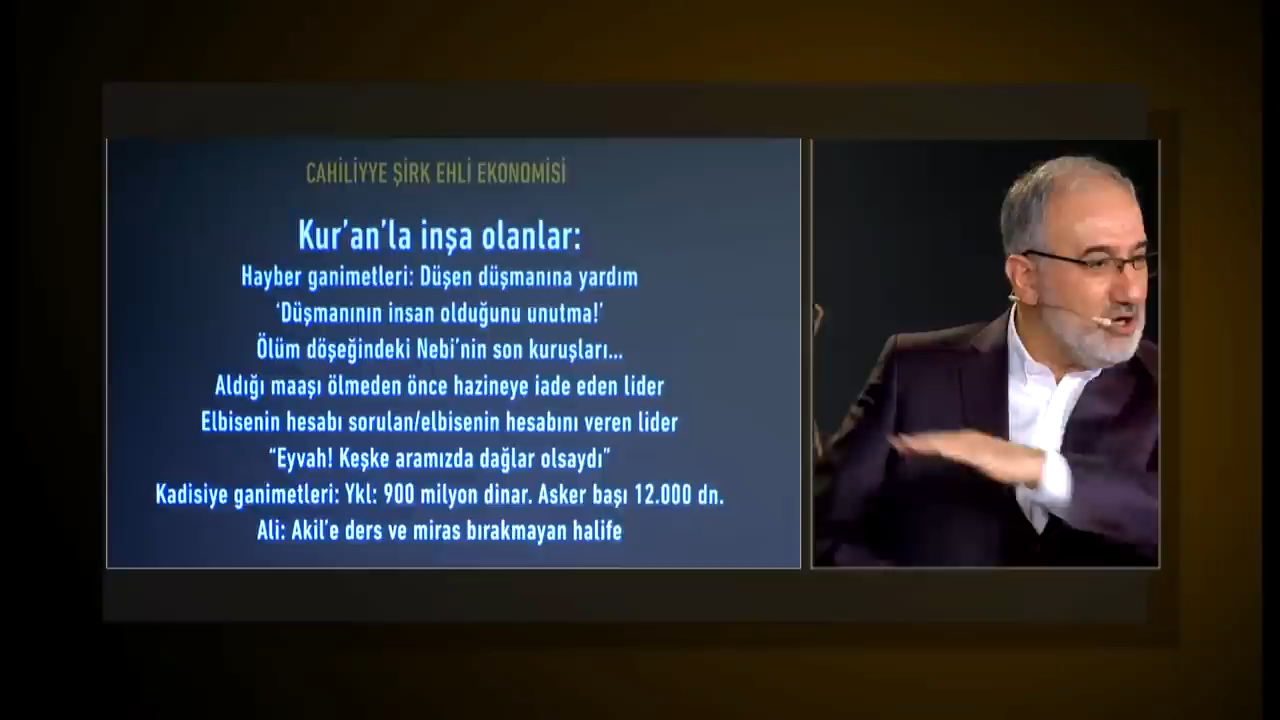 CAHİLİYYE ŞİRK EHLİ EKONOMİSİ
Kur'an'la inşa olanlar:
Hayber ganimetleri: Düşen düşmanına yardım
'Düşmanının insan olduğunu unutma!'
Ölüm döşeğindeki Nebi'nin son kuruşları...
Aldığı maaşı ölmeden önce hazineye iade eden lider
Elbisenin hesabı sorulan/elbisenin hesabını veren lider
"Eyvah! Keşke aramızda dağlar olsaydı"
Kadisiye ganimetleri: Ykl: 900 milyon dinar. Asker başı 12.000 dn.
Ali: Akil'e ders ve miras bırakmayan halife